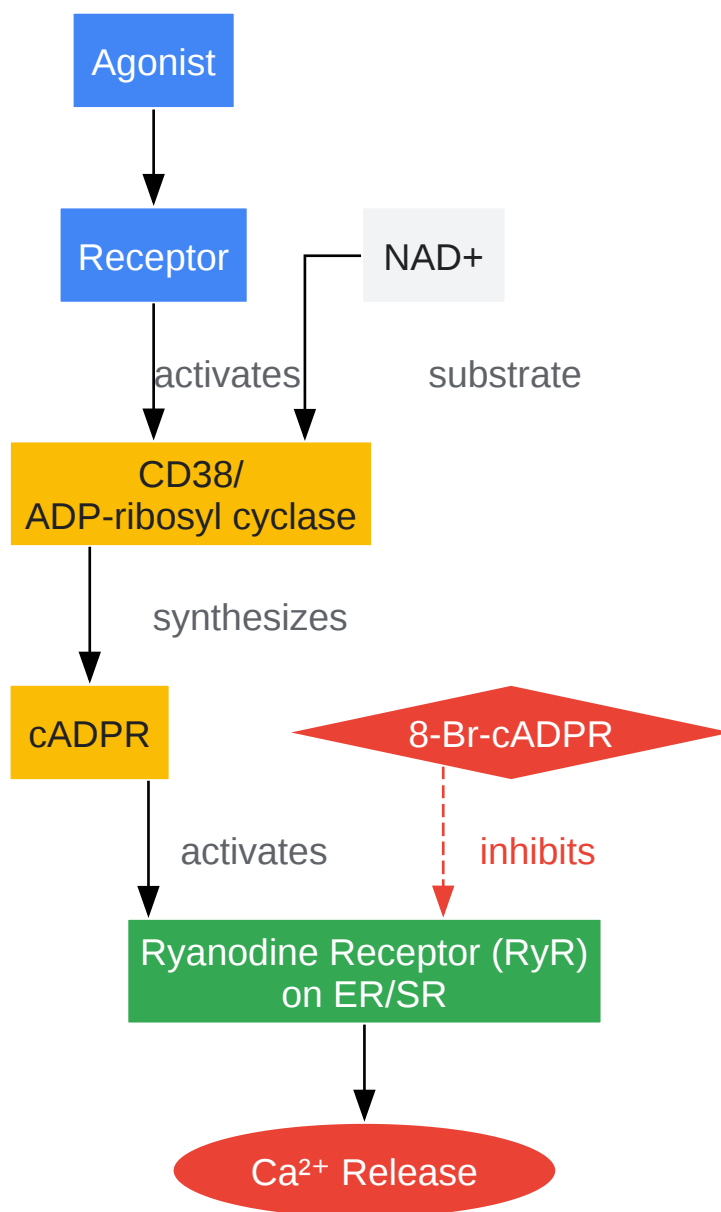 Agonist
Receptor
NAD+
activates
substrate
CD38/
ADP-ribosyl cyclase
synthesizes
cADPR
8-Br-cADPR
activates
inhibits
Ryanodine Receptor (RyR)
on ER/SR
Ca²⁺ Release